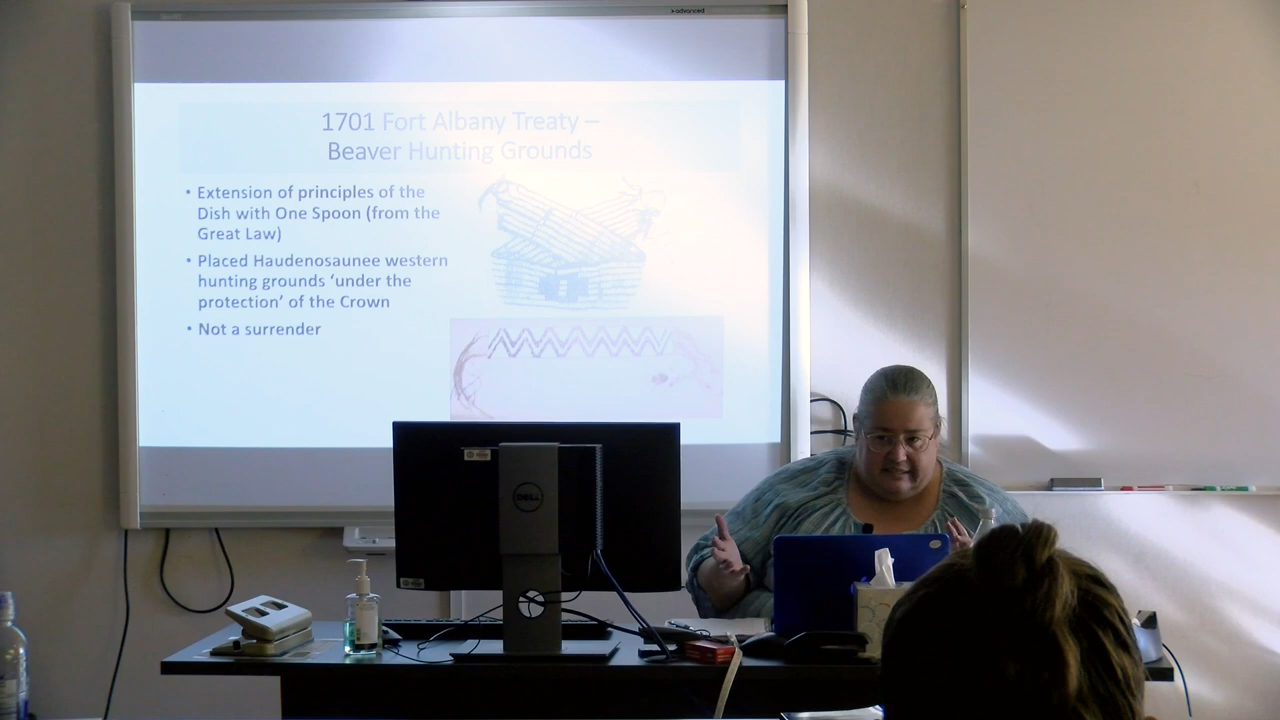 advanced
1701 Fort Albany Treaty –
Beaver Hunting Grounds
• Extension of principles of the
Dish with One Spoon (from the
Great Law)
• Placed Haudenosaunee western
hunting grounds ‘under the
protection’ of the Crown
• Not a surrender
DELL